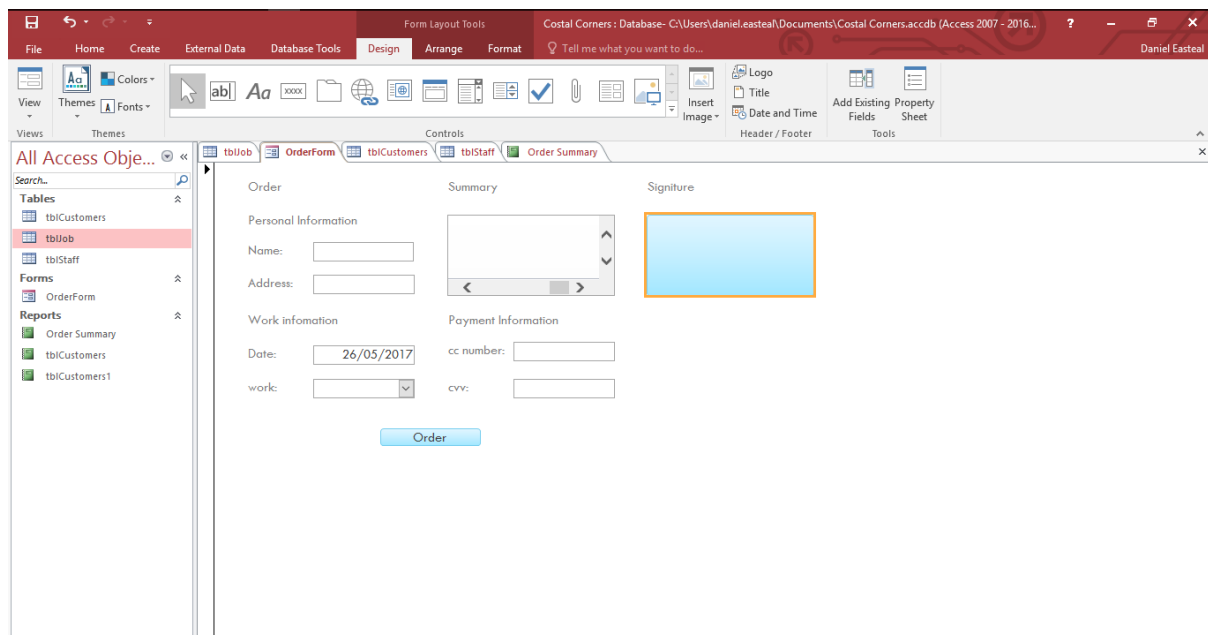 Form Layout Tools
Costal Corners : Database- C:\Users\daniel.easteal\Documents\Costal Corners.accdb (Access 2007 - 2016... ?
File Home Create External Data Database Tools Design Arrange Format Tell me what you want to do... Daniel Easteal
View
Views
Aa
Themes
Colors
A Fonts
Themes
ab| Aa xxxx
Controls
Insert
Image
Logo
Title
Date and Time
Header / Footer
Add Existing
Fields
Property
Sheet
Tools
All Access Obje... «
Search...
Tables
tblCustomers
tblJob
tblStaff
Forms
OrderForm
Reports
Order Summary
tblCustomers
tblCustomers1
tblJob OrderForm tblCustomers tblStaff Order Summary
Order Summary Signiture
Personal Information
Name:
Address:
Work infomation Payment Information
Date: 26/05/2017 cc number:
work: cvv:
Order